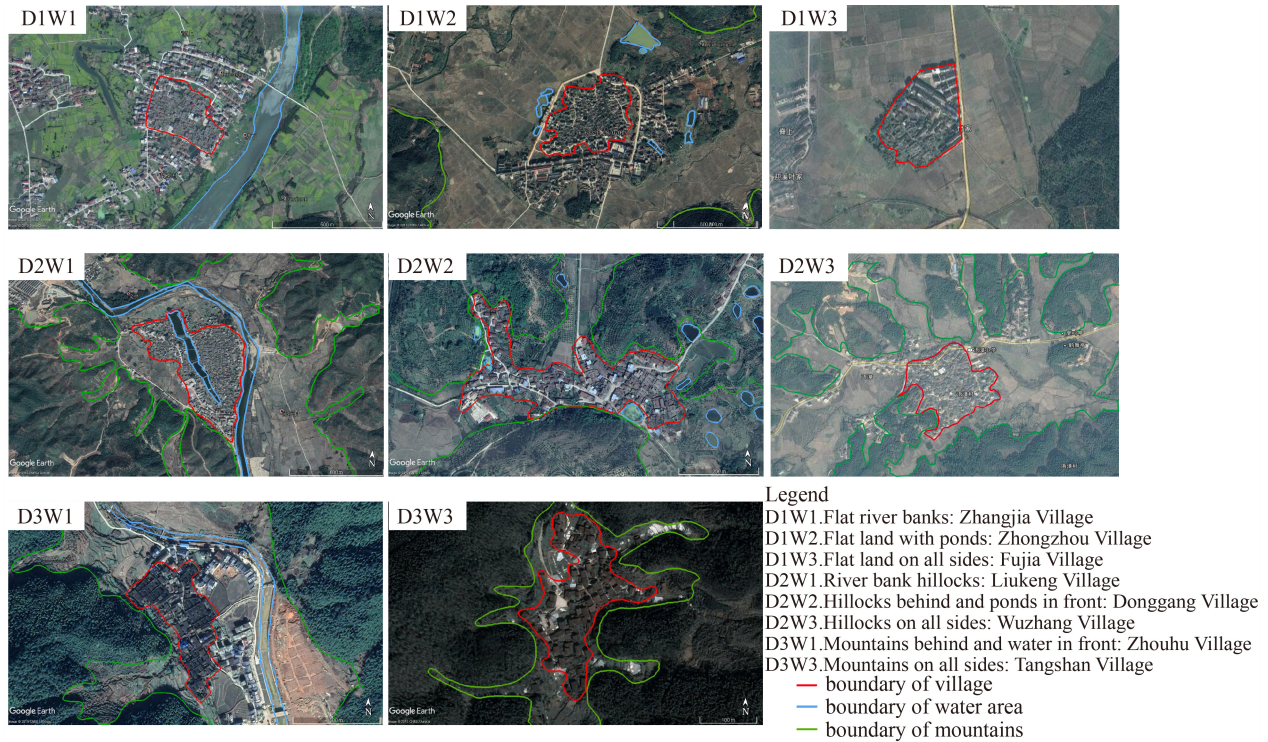 D1W1
D1W2
D1W3
Google Earth
N
Google Earth
N
D2W1
D2W2
D2W3
Google Earth
N
Google Earth
N
D3W1
D3W3
Google Earth
N
Google Earth
100 m
N
Legend
D1W1.Flat river banks: Zhangjia Village
D1W2.Flat land with ponds: Zhongzhou Village
D1W3.Flat land on all sides: Fujia Village
D2W1.River bank hillocks: Liukeng Village
D2W2.Hillocks behind and ponds in front: Donggang Village
D2W3.Hillocks on all sides: Wuzhang Village
D3W1.Mountains behind and water in front: Zhouhu Village
D3W3.Mountains on all sides: Tangshan Village
boundary of village
boundary of water area
boundary of mountains